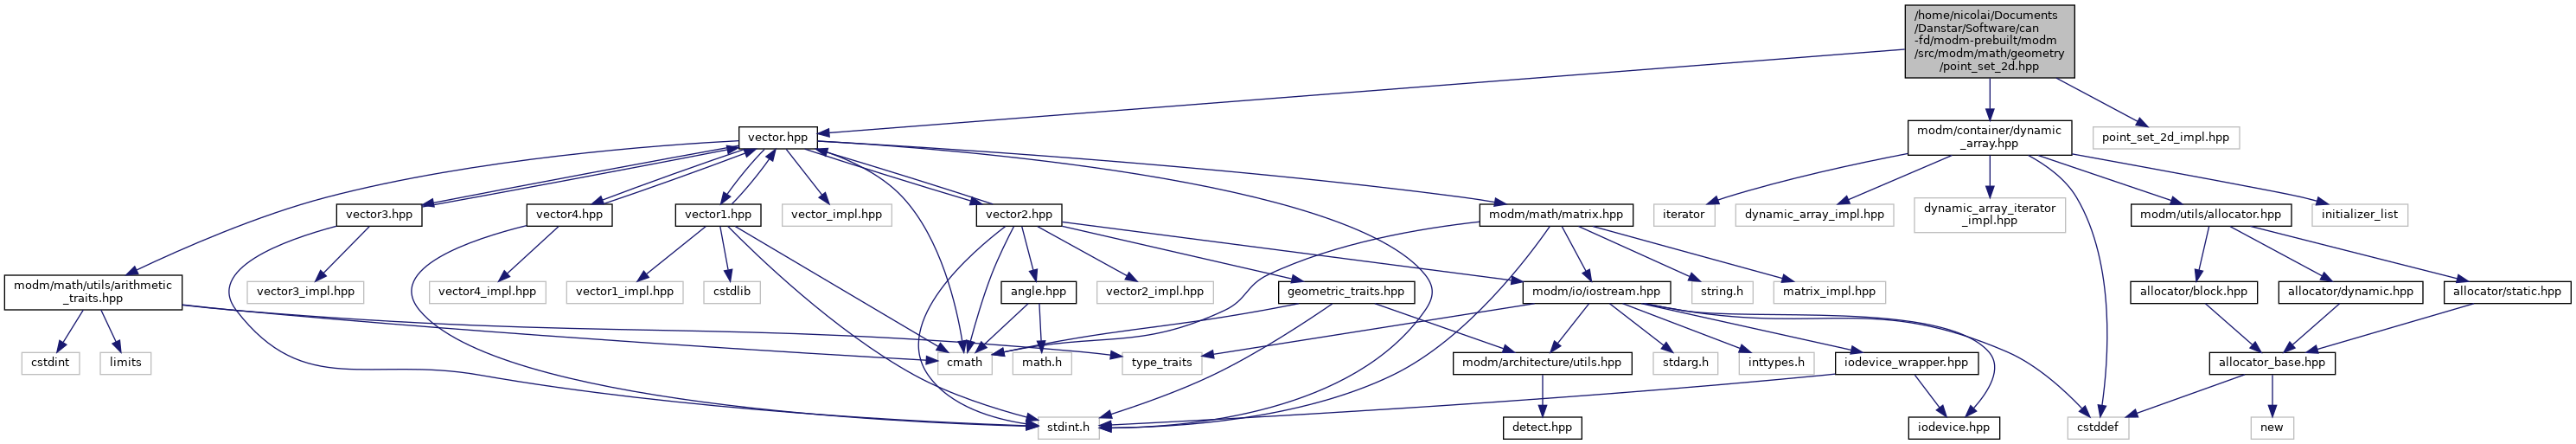 /home/nicolai/Documents
/Danstar/Software/can
-fd/modm-prebuilt/modm
/src/modm/math/geometry
/point_set_2d.hpp
vector.hpp
modm/container/dynamic
_array.hpp
point_set_2d_impl.hpp
vector3.hpp
vector4.hpp
vector1.hpp
vector_impl.hpp
vector2.hpp
modm/math/matrix.hpp
iterator
dynamic_array_impl.hpp
dynamic_array_iterator
_impl.hpp
modm/utils/allocator.hpp
initializer_list
modm/math/utils/arithmetic
_traits.hpp
vector3_impl.hpp
vector4_impl.hpp
vector1_impl.hpp
cstdlib
angle.hpp
vector2_impl.hpp
geometric_traits.hpp
modm/io/iostream.hpp
string.h
matrix_impl.hpp
allocator/block.hpp
allocator/dynamic.hpp
allocator/static.hpp
cstdint
limits
cmath
math.h
type_traits
modm/architecture/utils.hpp
stdarg.h
inttypes.h
iodevice_wrapper.hpp
allocator_base.hpp
stdint.h
detect.hpp
iodevice.hpp
cstddef
new